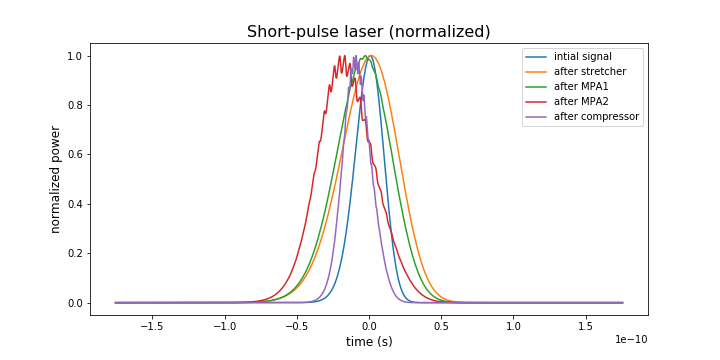 Short-pulse laser (normalized)
normalized power
1.0
0.8
0.6
0.4
0.2
0.0
intial signal
after stretcher
after MPA1
after MPA2
after compressor
−1.5
−1.0
−0.5
0.0
0.5
1.0
1.5
1e−10
time (s)